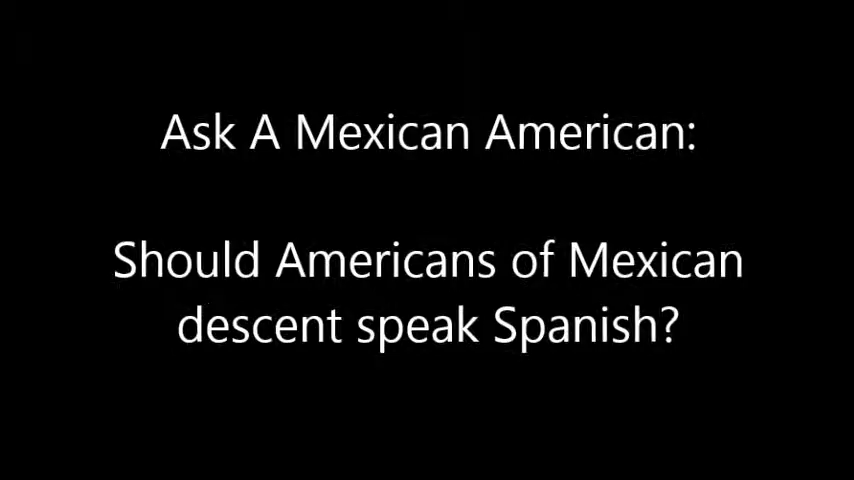 Ask A Mexican American:
Should Americans of Mexican
descent speak Spanish?